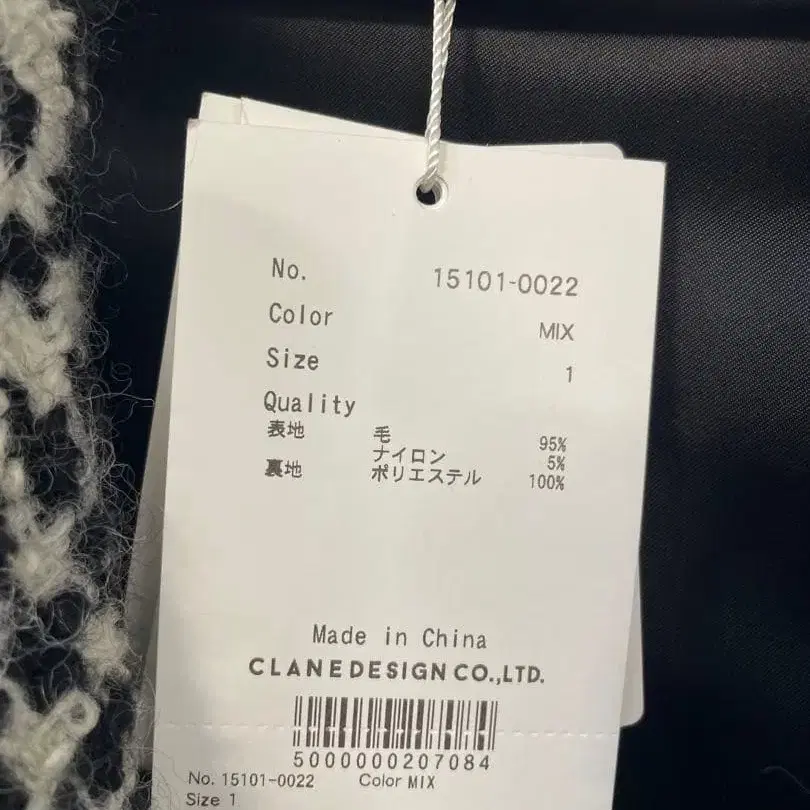 No. 15101-0022
Color MIX
Size 1
Quality
表地 毛 95%
ナイロン 5%
裏地 ポリエステル 100%
Made in China
CLANE DESIGN CO.,LTD.
5000000207084
No. 15101-0022 Color MIX
Size 1